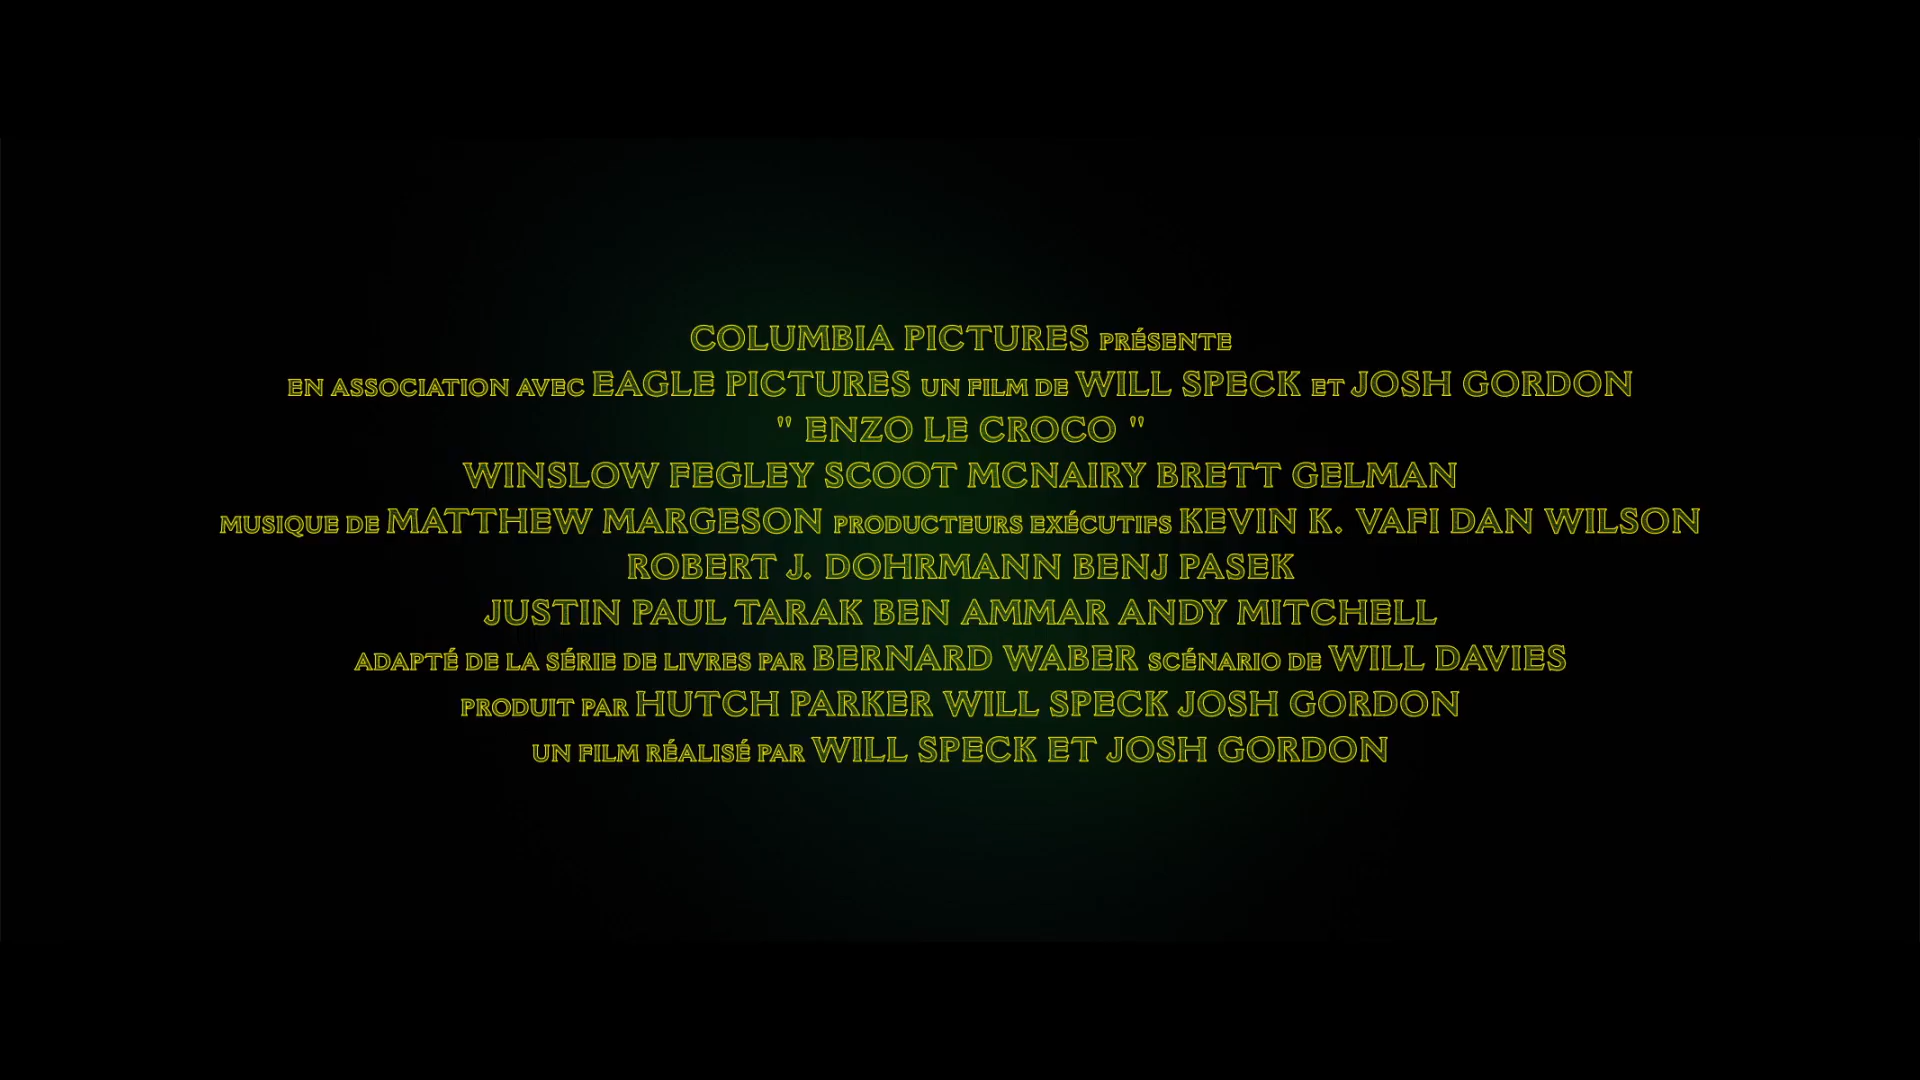 COLUMBIA PICTURES PRÉSENTE
EN ASSOCIATION AVEC EAGLE PICTURES UN FILM DE WILL SPECK ET JOSH GORDON
" ENZO LE CROCO "
WINSLOW FEGLEY SCOOT MCNAIRY BRETT GELMAN
MUSIQUE DE MATTHEW MARGESON PRODUCTEURS EXÉCUTIFS KEVIN K. VAFI DAN WILSON
ROBERT J. DOHRMANN BENJ PASEK
JUSTIN PAUL TARAK BEN AMMAR ANDY MITCHELL
ADAPTÉ DE LA SÉRIE DE LIVRES PAR BERNARD WABER SCÉNARIO DE WILL DAVIES
PRODUIT PAR HUTCH PARKER WILL SPECK JOSH GORDON
UN FILM RÉALISÉ PAR WILL SPECK ET JOSH GORDON